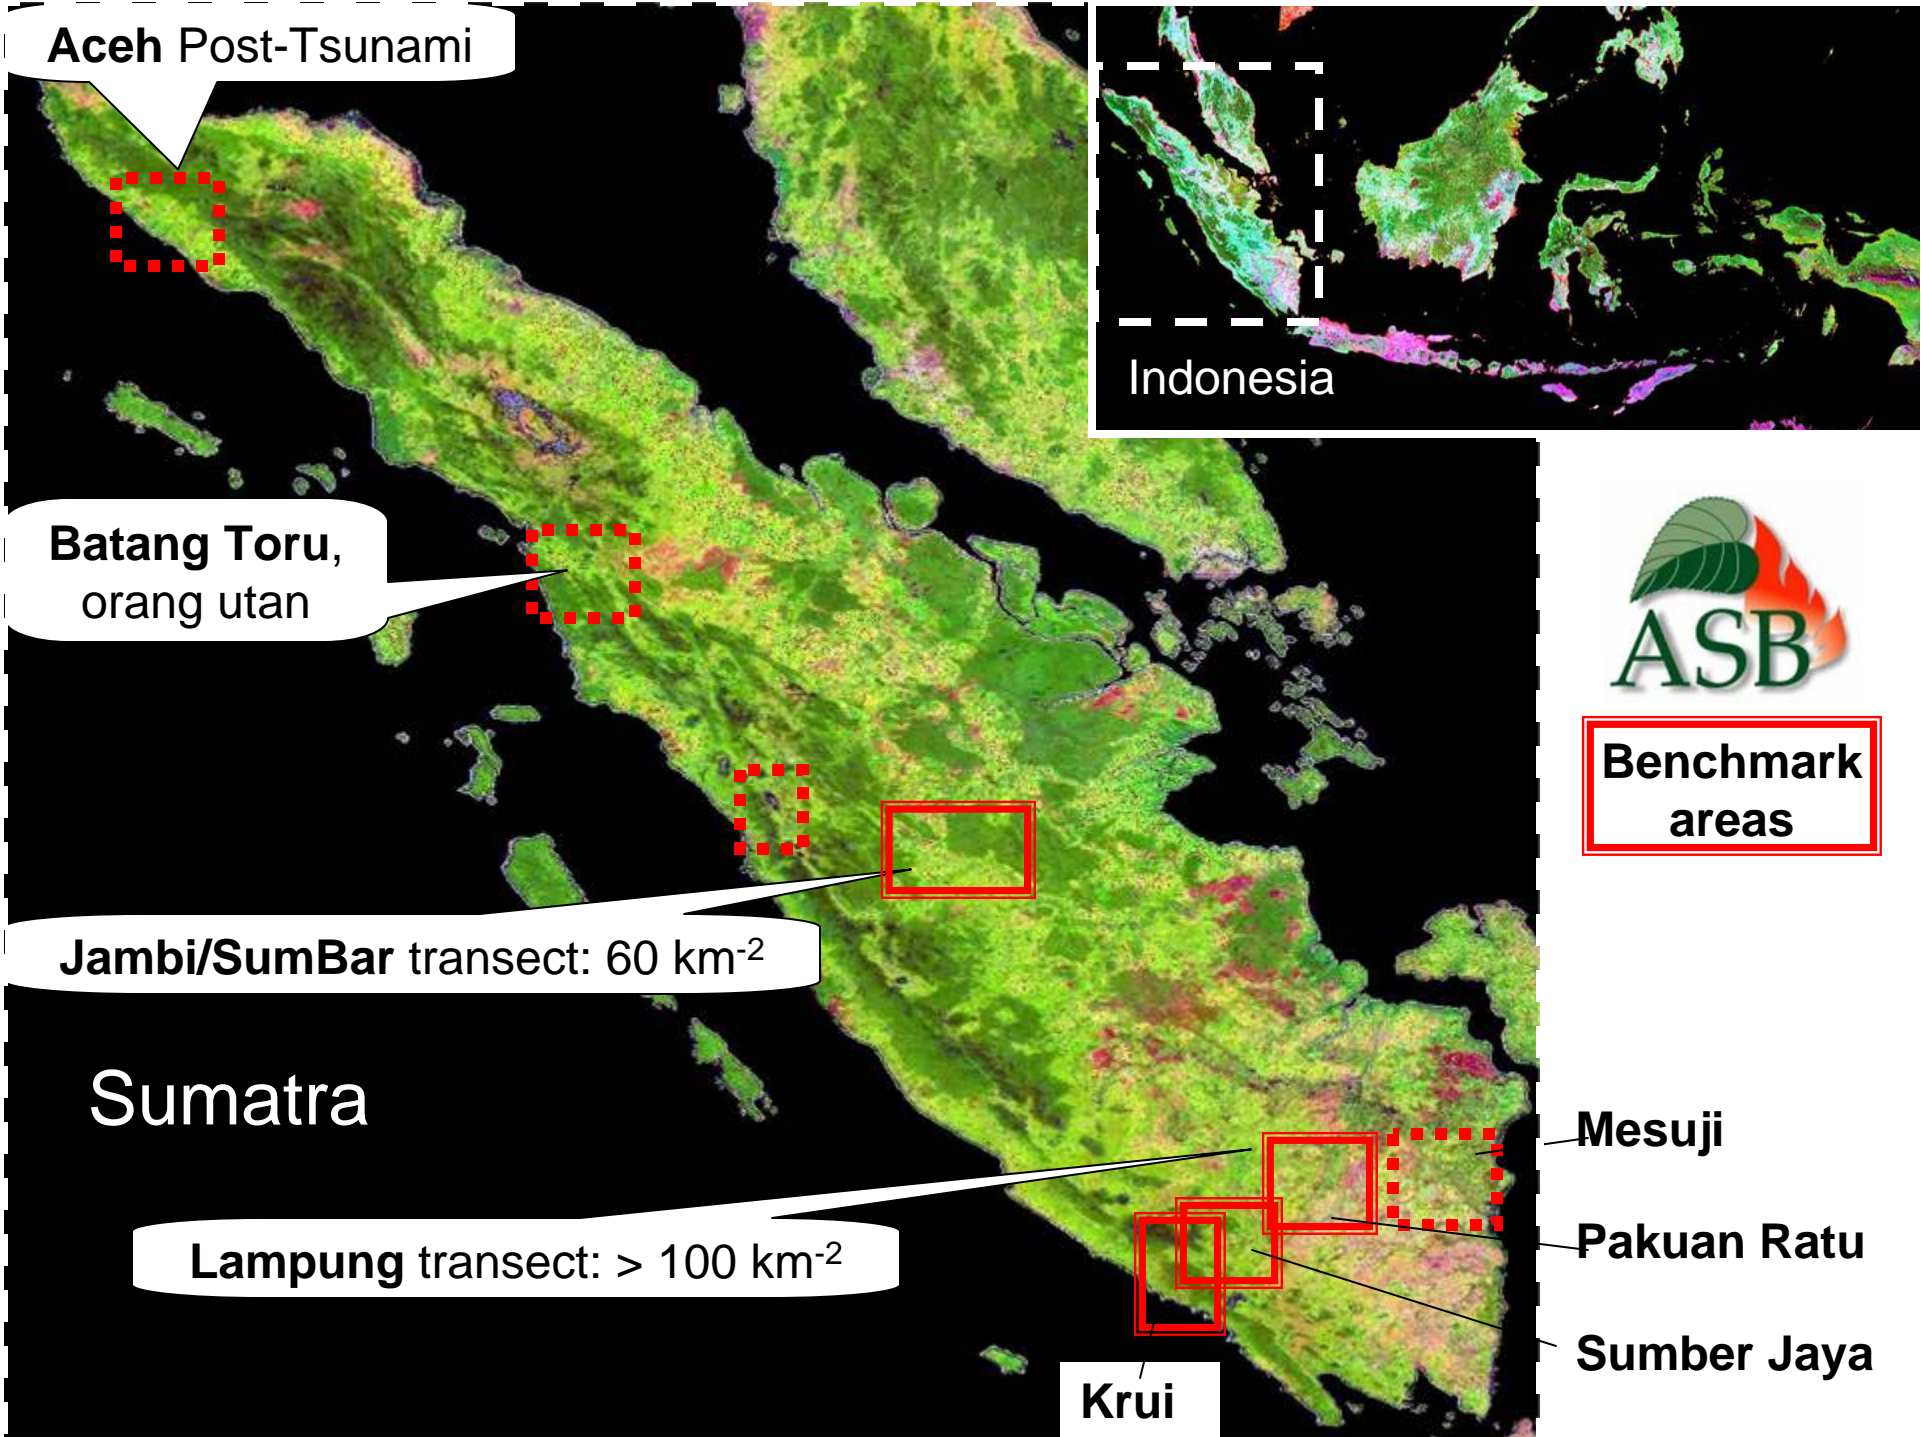 Aceh Post-Tsunami
Indonesia
Batang Toru,
orang utan
ASB
Benchmark
areas
Jambi/SumBar transect: 60 km-2
Sumatra
Mesuji
Lampung transect: > 100 km-2
Pakuan Ratu
Sumber Jaya
Krui